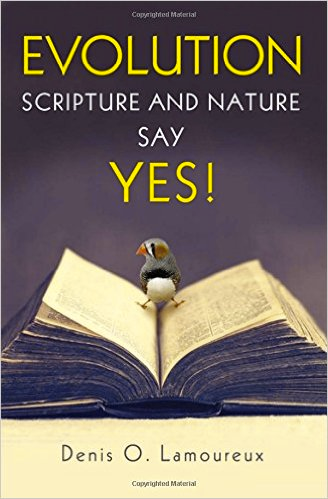 EVOLUTION
SCRIPTURE AND NATURE
SAY
YES!
Denis O. Lamoureux